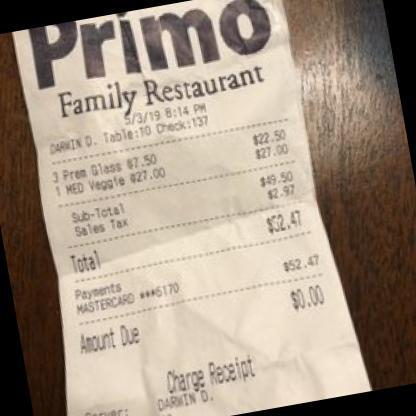 Primo
Family Restaurant
5/3/19 8:14 PM
DARWIN D. Table:10 Check:137
3 Prem Glass $7.50 $22.50
1 MED Veggie $27.00 $27.00
Sub-Total $49.50
Sales Tax $2.97
Total $52.47
Payments
MASTERCARD ***6170 $52.47
Amount Due $0.00
Charge Receipt
Server: DARWIN D.